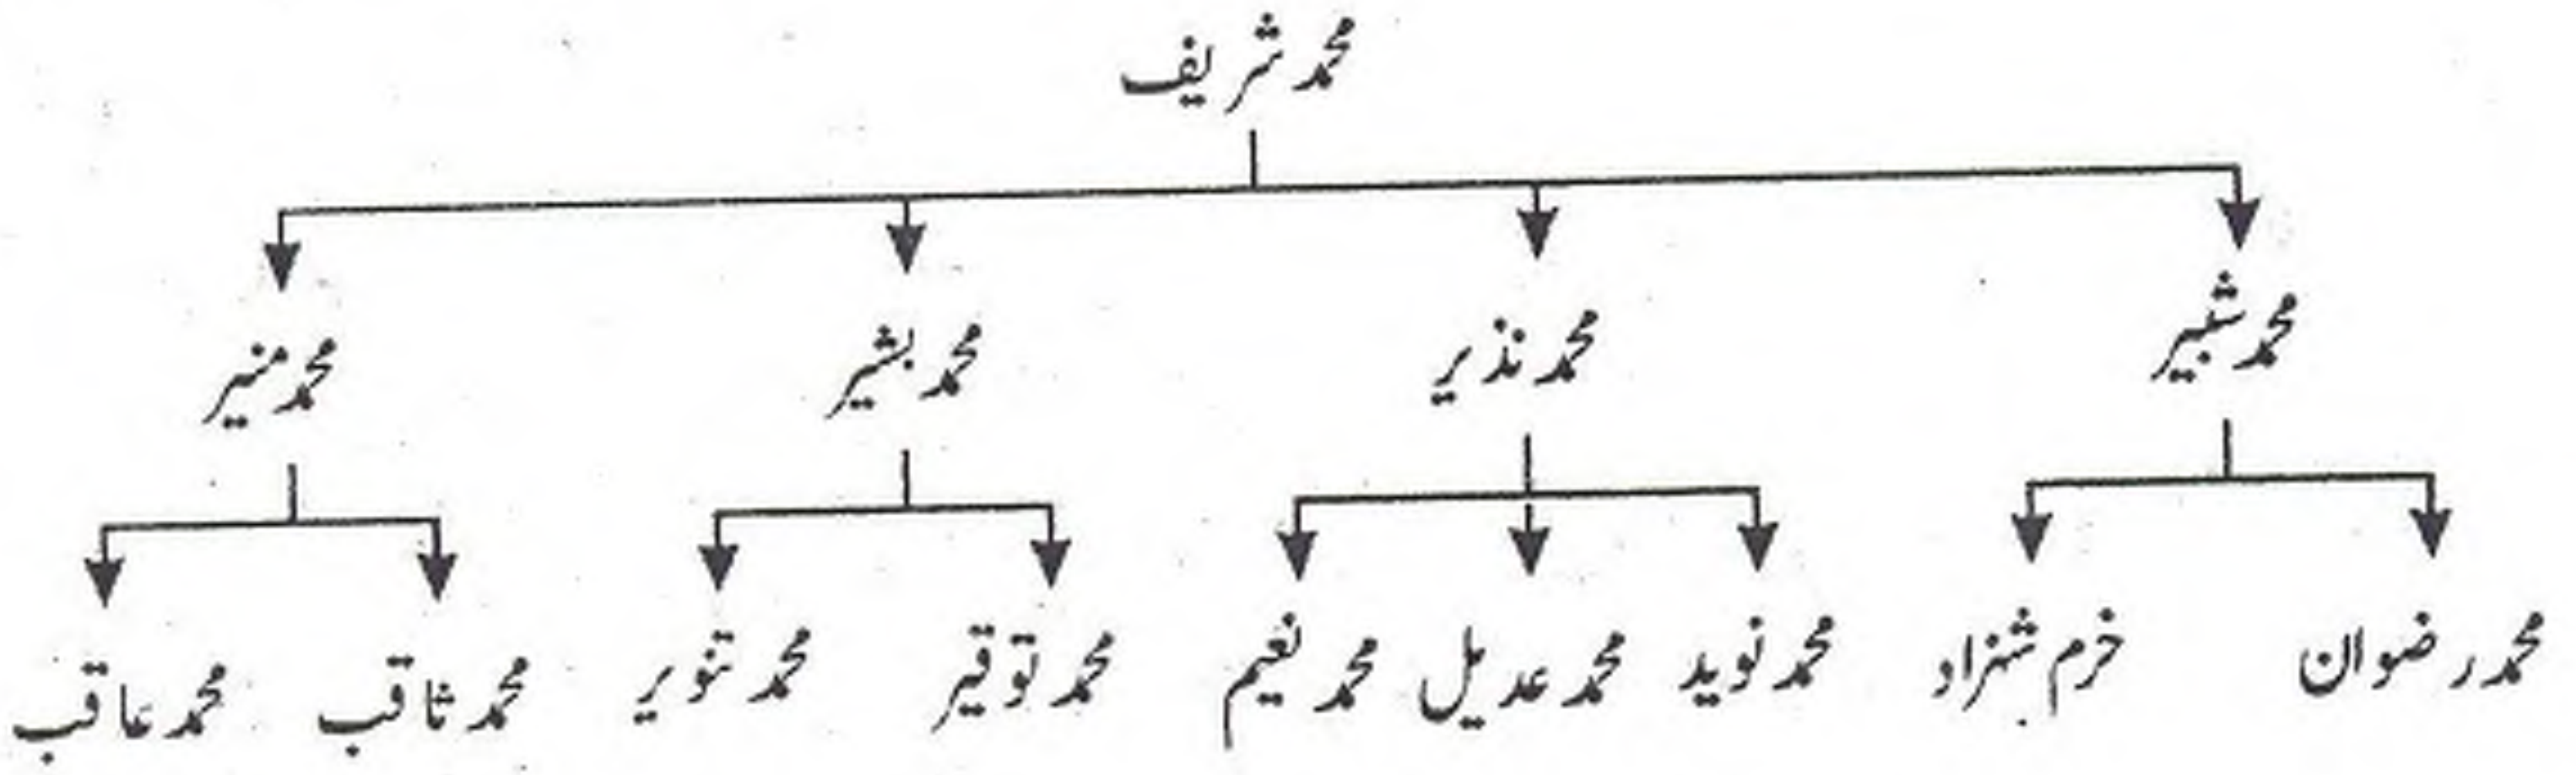 محمد شریف
محمد شبیر محمد نذیر محمد بشیر محمد منیر
محمد رضوان خرم شہزاد محمد نوید محمد عدیل محمد نعیم محمد توقیر محمد تنویر محمد ثاقب محمد عاقب